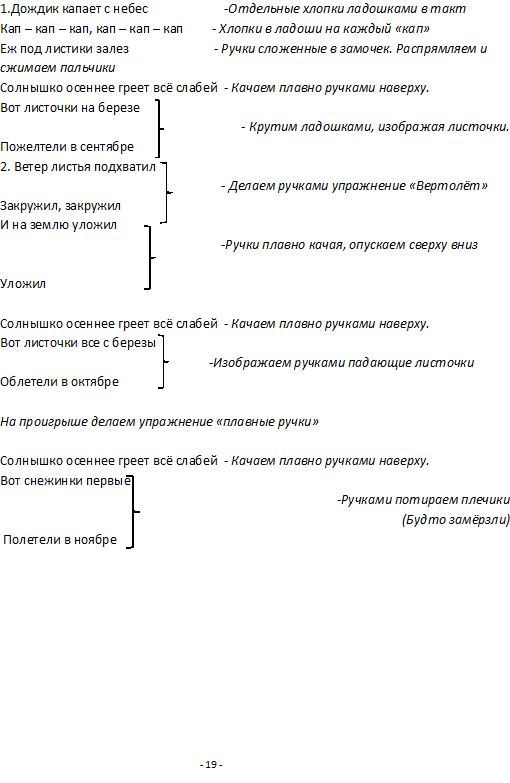 1.Дождик капает с небес -Отдельные хлопки ладошками в такт
Кап – кап – кап, кап – кап – кап - Хлопки в ладоши на каждый «кап»
Еж под листики залез - Ручки сложенные в замочек. Распрямляем и
сжимаем пальчики
Солнышко осеннее греет всё слабей - Качаем плавно ручками наверху.
Вот листочки на березе
- Крутим ладошками, изображая листочки.
Пожелтели в сентябре
2. Ветер листья подхватил
- Делаем ручками упражнение «Вертолёт»
Закружил, закружил
И на землю уложил
-Ручки плавно качая, опускаем сверху вниз
Уложил
Солнышко осеннее греет всё слабей - Качаем плавно ручками наверху.
Вот листочки все с березы
-Изображаем ручками падающие листочки
Облетели в октябре
На проигрыше делаем упражнение «плавные ручки»
Солнышко осеннее греет всё слабей - Качаем плавно ручками наверху.
Вот снежинки первые
-Ручками потираем плечики
(Будто замёрзли)
Полетели в ноябре
- 19 -